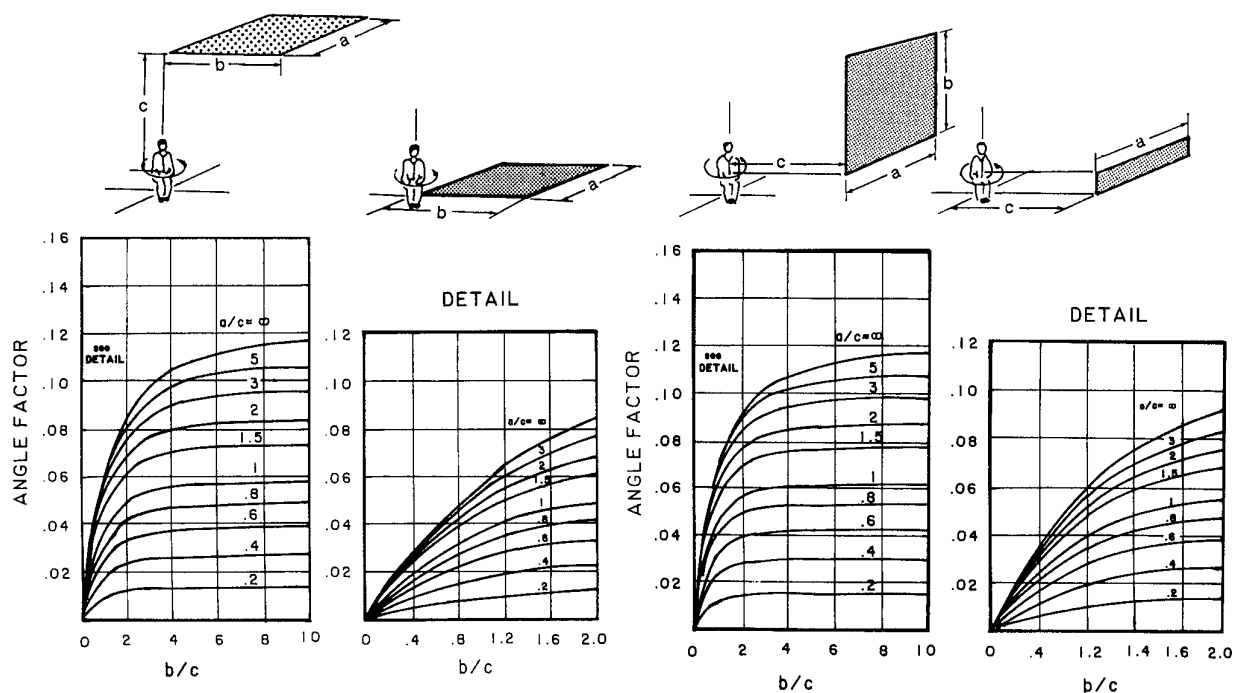 a
b
c
a
b
c
a
b
a
c
.16
.14
.12
.10
.08
.06
.04
.02
ANGLE FACTOR
a/c = ∞
see
DETAIL
5
3
2
1.5
1
.8
.6
.4
.2
0 2 4 6 8 10
b/c
DETAIL
.12
.10
.08
.06
.04
.02
a/c = ∞
3
2
1.5
1
.8
.6
.4
.2
0 .4 .8 1.2 1.6 2.0
b/c
.16
.14
.12
.10
.08
.06
.04
.02
ANGLE FACTOR
a/c = ∞
see
DETAIL
5
3
2
1.5
1
.8
.6
.4
.2
0 2 4 6 8 10
b/c
DETAIL
.12
.10
.08
.06
.04
.02
a/c = ∞
3
2
1.5
1
.6
.4
.2
0 .4 1.2 1.4 1.6 2.0
b/c